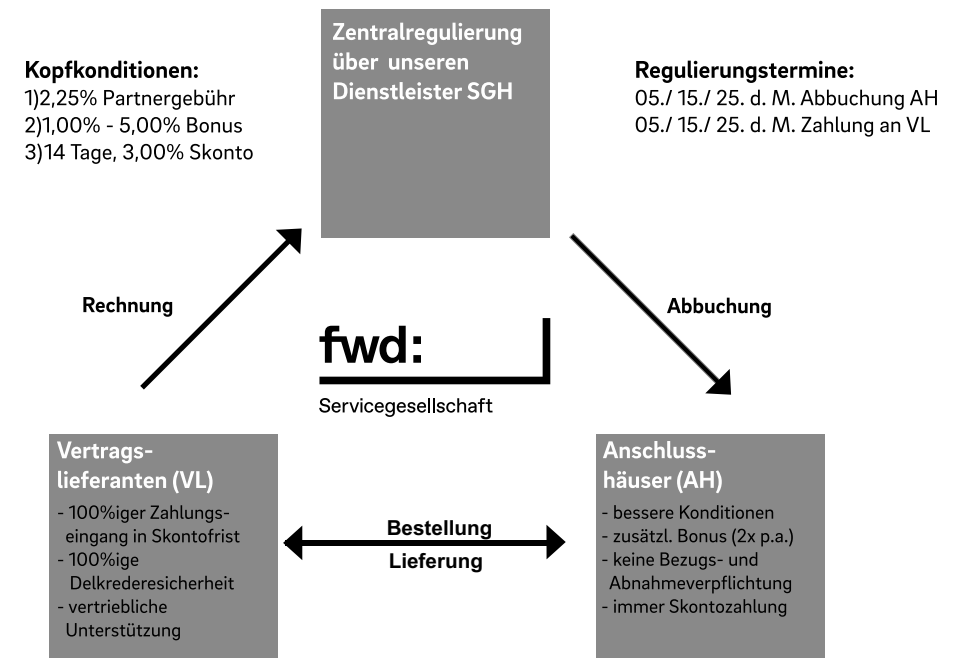 Zentralregulierung
über unseren
Dienstleister SGH
Kopfkonditionen:
1)2,25% Partnergebühr
2)1,00% - 5,00% Bonus
3)14 Tage, 3,00% Skonto
Regulierungstermine:
05./ 15./ 25. d. M. Abbuchung AH
05./ 15./ 25. d. M. Zahlung an VL
Rechnung
Abbuchung
fwd:
Servicegesellschaft
Vertrags-
lieferanten (VL)
- 100%iger Zahlungs-
eingang in Skontofrist
- 100%ige
Delkrederesicherheit
- vertriebliche
Unterstützung
Bestellung
Lieferung
Anschluss-
häuser (AH)
- bessere Konditionen
- zusätzl. Bonus (2x p.a.)
- keine Bezugs- und
Abnahmeverpflichtung
- immer Skontozahlung